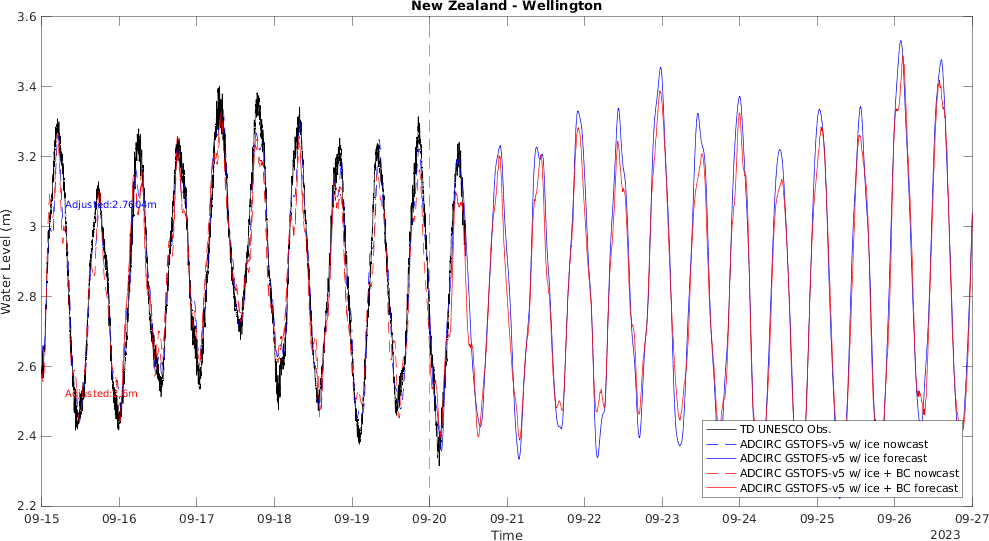 New Zealand - Wellington
3.6
3.4
3.2
3
2.8
2.6
2.4
2.2
Water Level (m)
Adjusted:2.7604m
Adjusted:2.6m
TD UNESCO Obs.
ADCIRC GSTOFS-v5 w/ ice nowcast
ADCIRC GSTOFS-v5 w/ ice forecast
ADCIRC GSTOFS-v5 w/ ice + BC nowcast
ADCIRC GSTOFS-v5 w/ ice + BC forecast
09-15 09-16 09-17 09-18 09-19 09-20 09-21 09-22 09-23 09-24 09-25 09-26 09-27
Time
2023